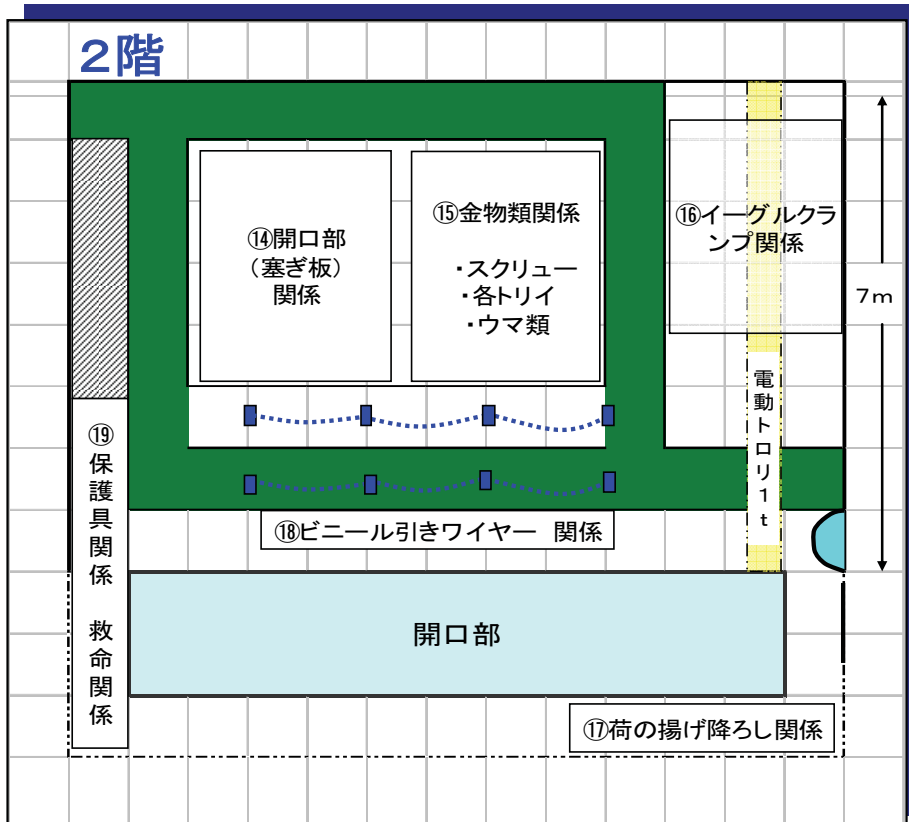 2階
⑭開口部
(塞ぎ板)
関係
⑮金物類関係
・スクリュー
・各トリイ
・ウマ類
⑯イーグルクラ
ンプ関係
7m
電動トロリ1t
⑲保護具関係 救命関係
⑱ビニール引きワイヤー 関係
開口部
⑰荷の揚げ降ろし関係